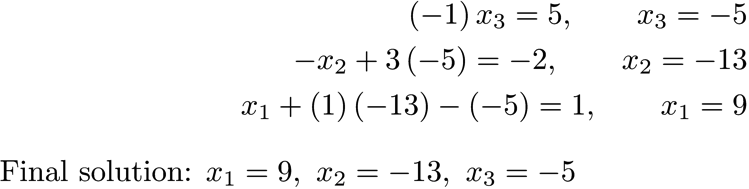 (−1) x₃ = 5, x₃ = −5
−x₂ + 3 (−5) = −2, x₂ = −13
x₁ + (1) (−13) − (−5) = 1, x₁ = 9
Final solution: x₁ = 9, x₂ = −13, x₃ = −5